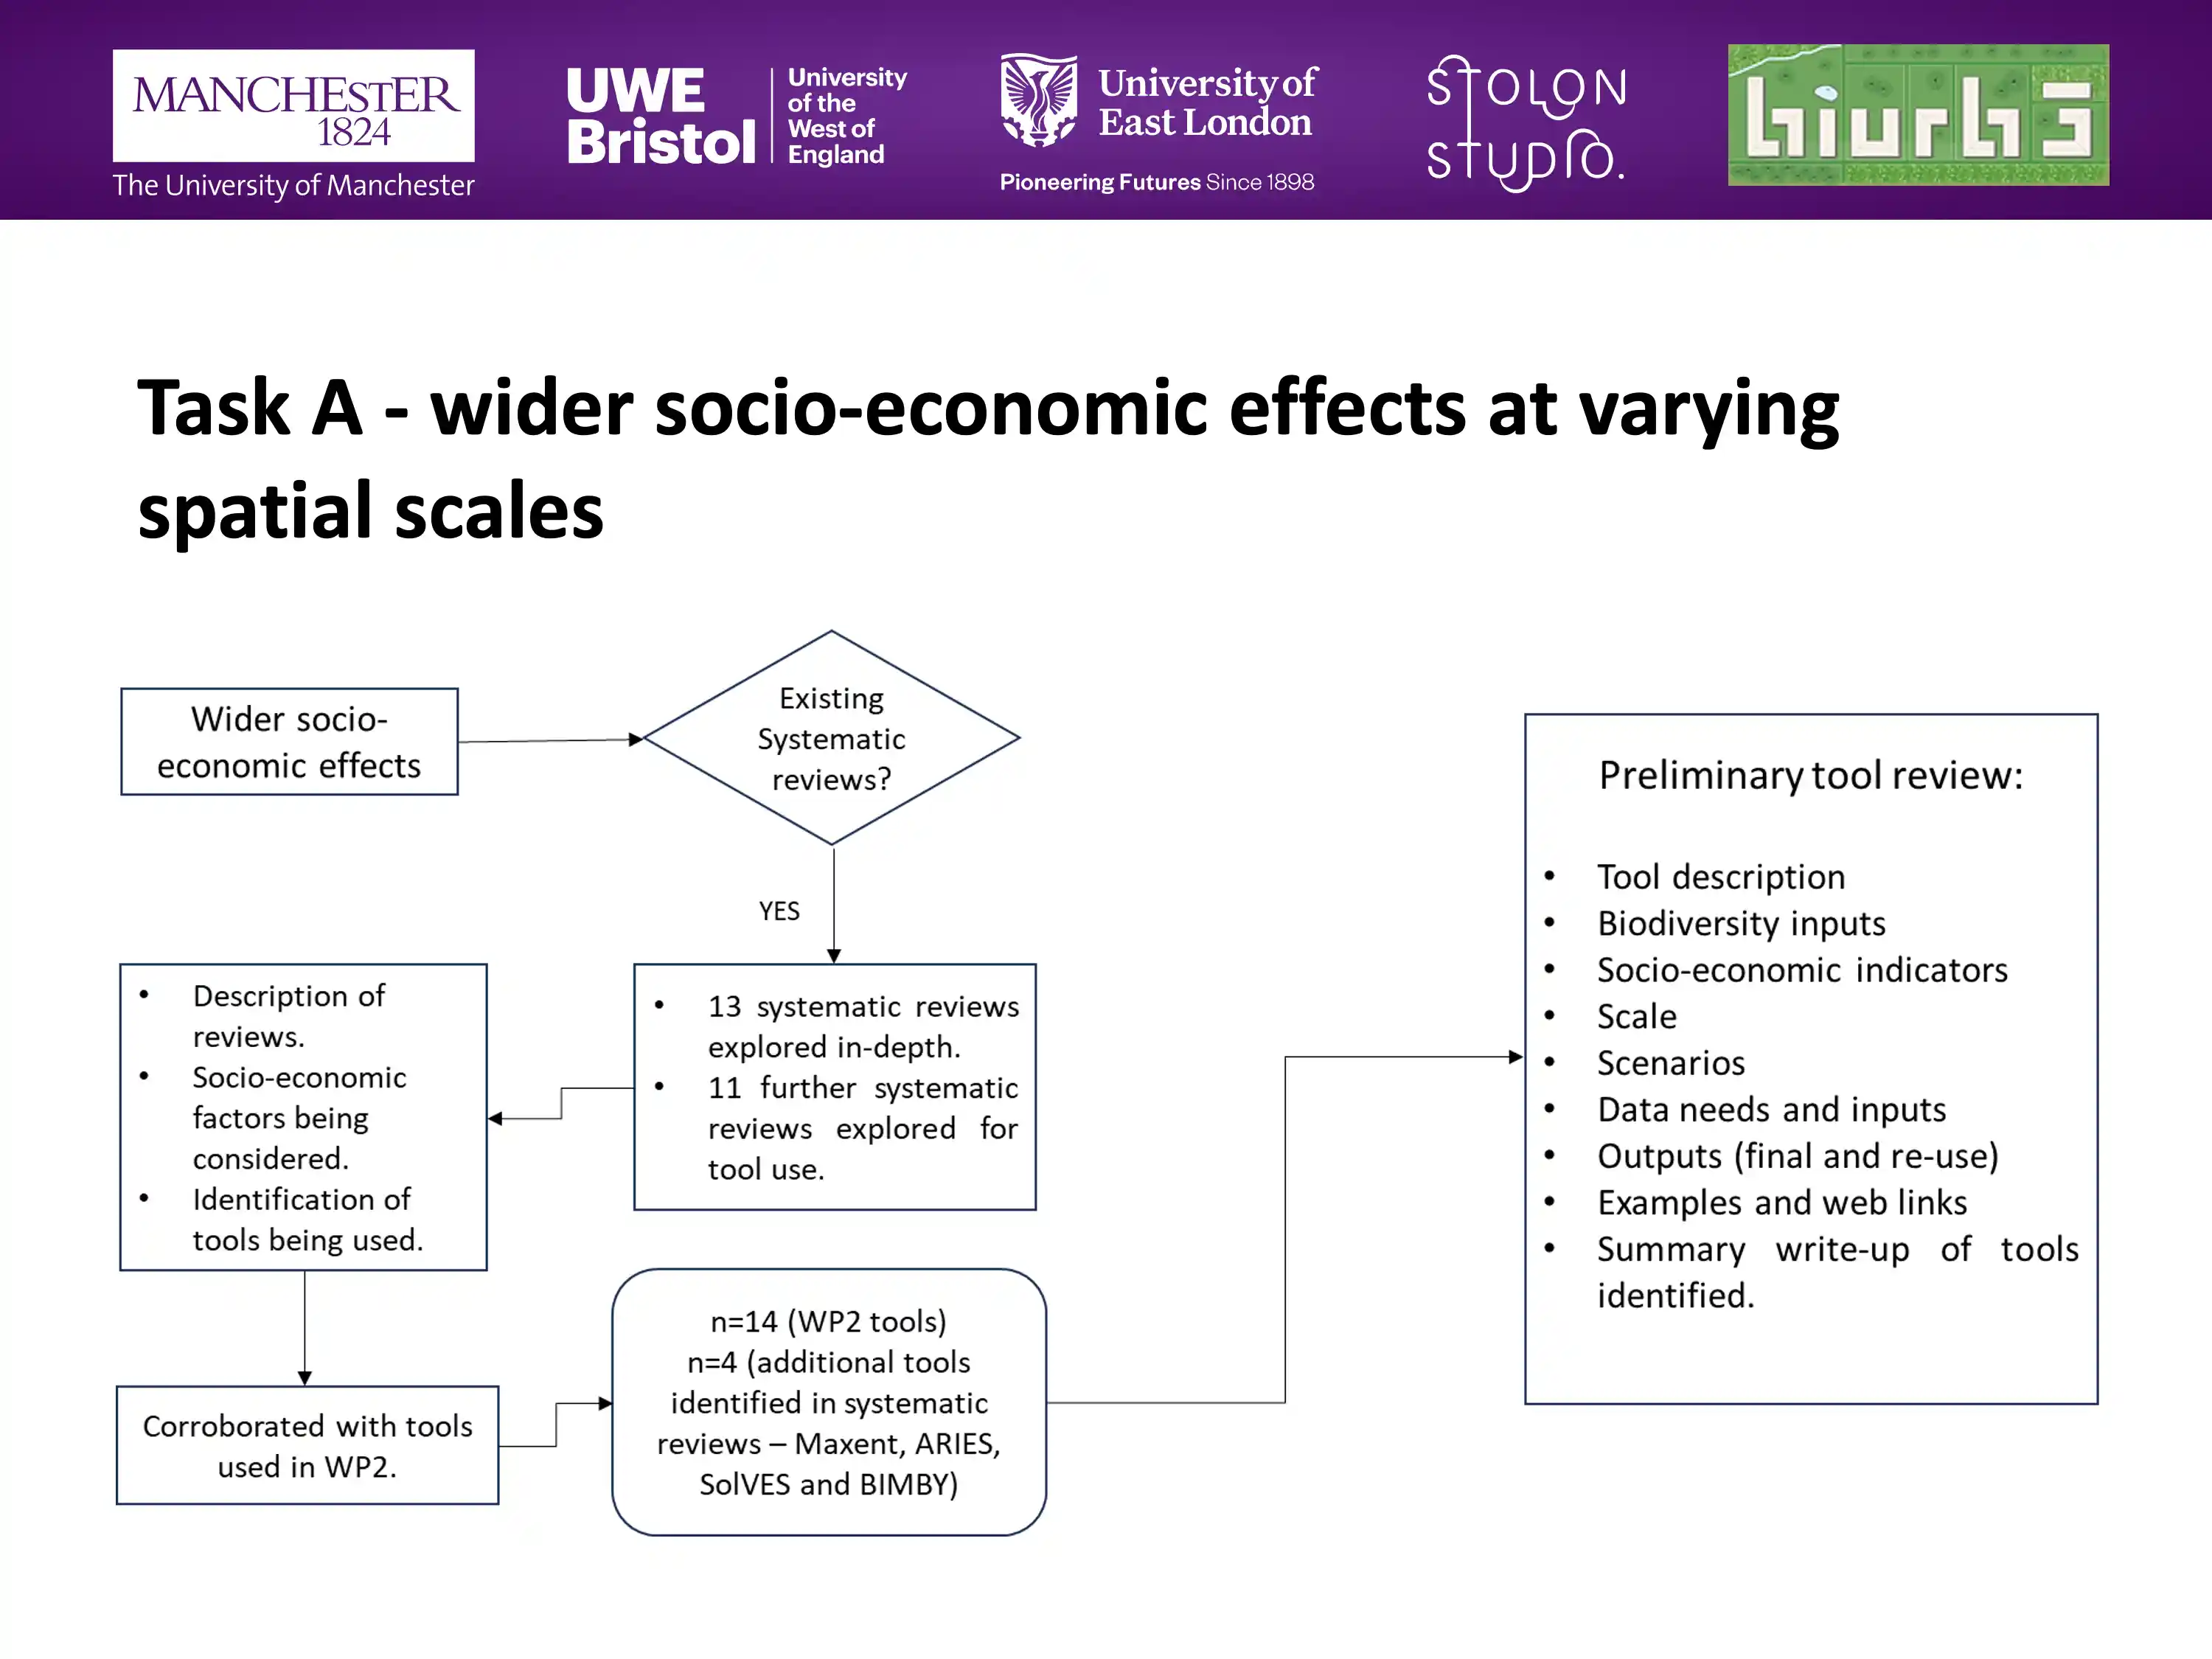 MANCHESTER
1824
The University of Manchester
UWE
Bristol
University
of the
West of
England
University of
East London
Pioneering Futures Since 1898
STOLON
STUDIO.
biurbs
Task A - wider socio-economic effects at varying
spatial scales
Wider socio-
economic effects
Existing
Systematic
reviews?
YES
• 13 systematic reviews
explored in-depth.
• 11 further systematic
reviews explored for
tool use.
• Description of
reviews.
• Socio-economic
factors being
considered.
• Identification of
tools being used.
Corroborated with tools
used in WP2.
n=14 (WP2 tools)
n=4 (additional tools
identified in systematic
reviews – Maxent, ARIES,
SolVES and BIMBY)
Preliminary tool review:
• Tool description
• Biodiversity inputs
• Socio-economic indicators
• Scale
• Scenarios
• Data needs and inputs
• Outputs (final and re-use)
• Examples and web links
• Summary write-up of tools
identified.